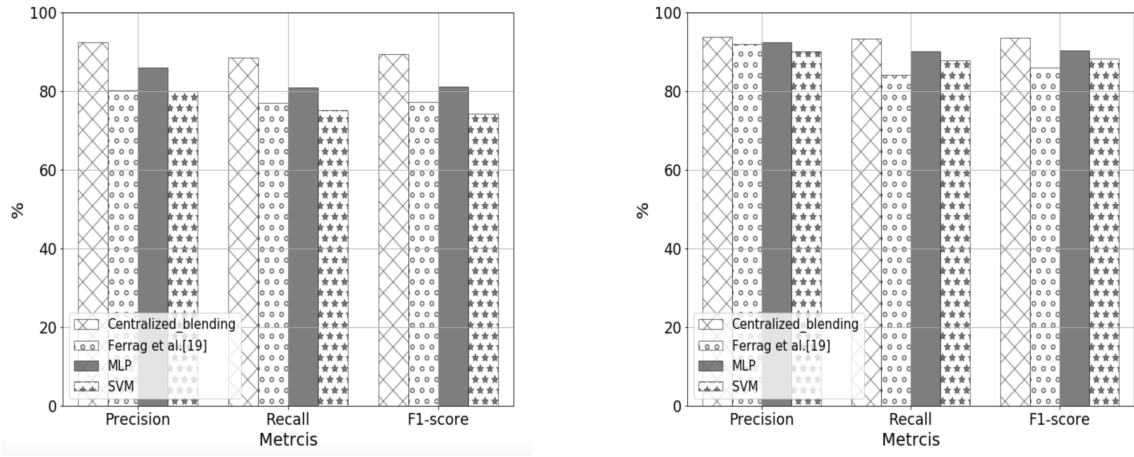 100
80
60
40
20
0
%
Centralized_blending
Ferrag et al.[19]
MLP
SVM
Precision Recall F1-score
Metrcis
100
80
60
40
20
0
%
Centralized_blending
Ferrag et al.[19]
MLP
SVM
Precision Recall F1-score
Metrcis